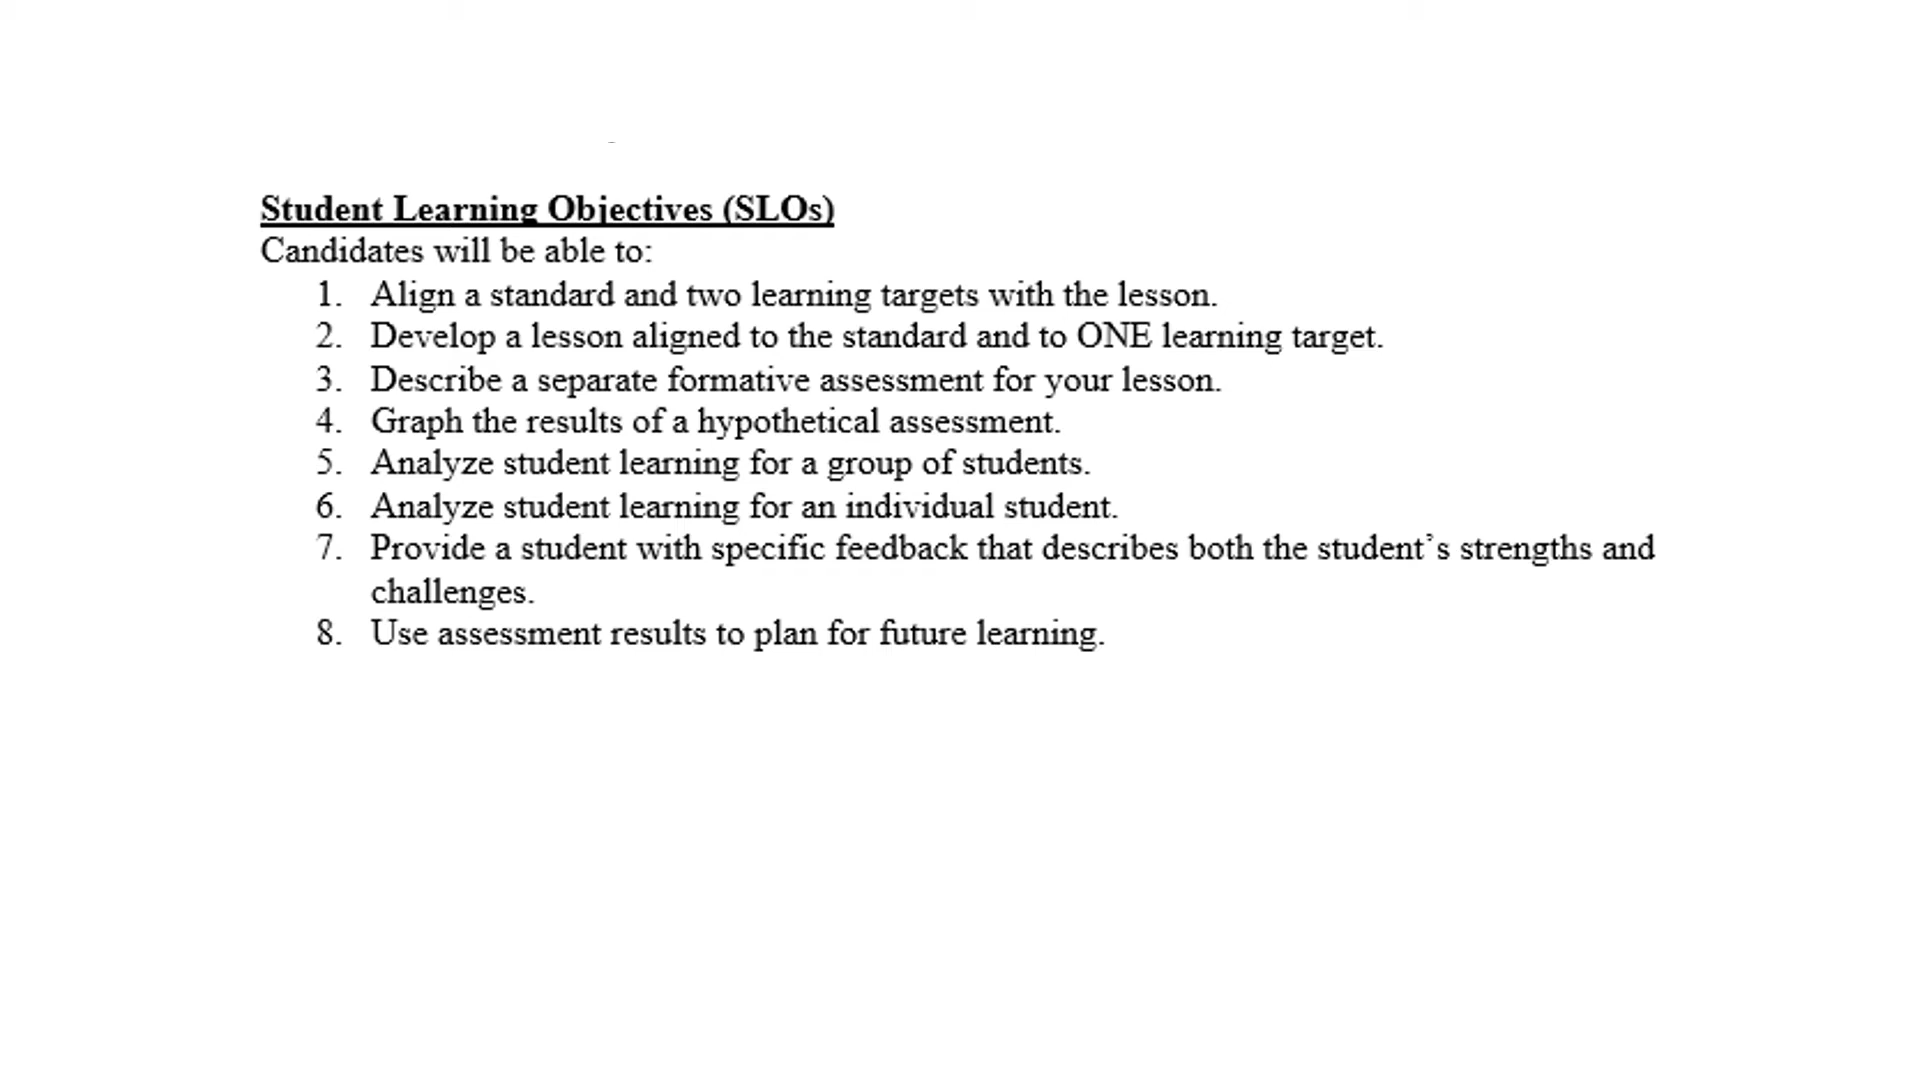 Student Learning Objectives (SLOs)
Candidates will be able to:
1. Align a standard and two learning targets with the lesson.
2. Develop a lesson aligned to the standard and to ONE learning target.
3. Describe a separate formative assessment for your lesson.
4. Graph the results of a hypothetical assessment.
5. Analyze student learning for a group of students.
6. Analyze student learning for an individual student.
7. Provide a student with specific feedback that describes both the student's strengths and
challenges.
8. Use assessment results to plan for future learning.